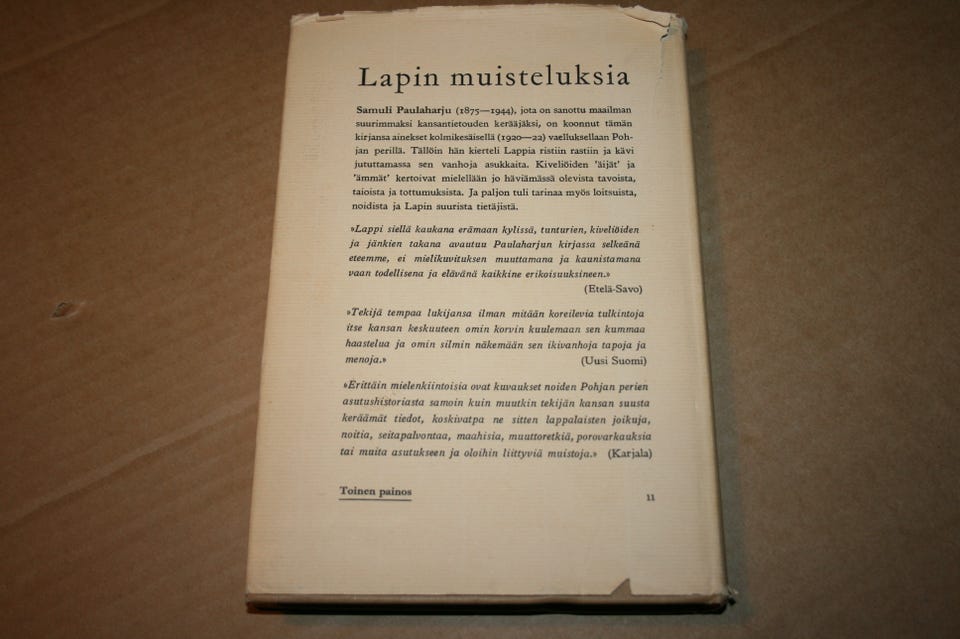 Lapin muisteluksia
Samuli Paulaharju (1875—1944), jota on sanottu maailman
suurimmaksi kansantietouden kerääjäksi, on koonnut tämän
kirjansa ainekset kolmikesäisellä (1920—22) vaelluksellaan Poh-
jan perillä. Tällöin hän kierteli Lappia ristiin rastiin ja kävi
jututtamassa sen vanhoja asukkaita. Kiveliöiden 'äijät' ja
'ämmät' kertoivat mielellään jo häviämässä olevista tavoista,
taioista ja tottumuksista. Ja paljon tuli tarinaa myös loitsuista,
noidista ja Lapin suurista tietäjistä.
»Lappi siellä kaukana erämaan kylissä, tunturien, kiveliöiden
ja jänkien takana avautuu Paulaharjun kirjassa selkeänä
eteemme, ei mielikuvituksen muuttamana ja kaunistamana
vaan todellisena ja elävänä kaikkine erikoisuuksineen.»
(Etelä-Savo)
»Tekijä tempaa lukijansa ilman mitään koreilevia tulkintoja
itse kansan keskuuteen omin korvin kuulemaan sen kummaa
haastelua ja omin silmin näkemään sen ikivanhoja tapoja ja
menoja.» (Uusi Suomi)
»Erittäin mielenkiintoisia ovat kuvaukset noiden Pohjan perien
asutushistoriasta samoin kuin muutkin tekijän kansan suusta
keräämät tiedot, koskivatpa ne sitten lappalaisten joikuja,
noitia, seitapalvontaa, maahisia, muuttoretkiä, porovarkauksia
tai muita asutukseen ja oloihin liittyviä muistoja.» (Karjala)
Toinen painos 11